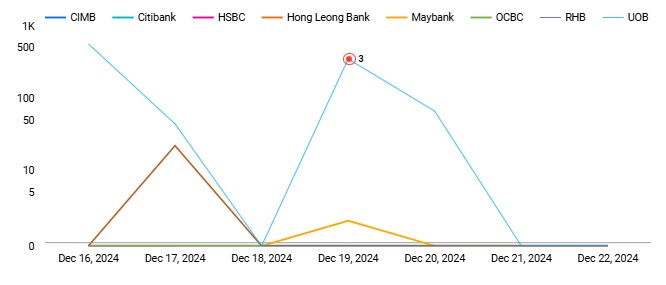 CIMB Citibank HSBC Hong Leong Bank Maybank OCBC RHB UOB
1K
500
3
100
50
10
5
0
Dec 16, 2024 Dec 17, 2024 Dec 18, 2024 Dec 19, 2024 Dec 20, 2024 Dec 21, 2024 Dec 22, 2024